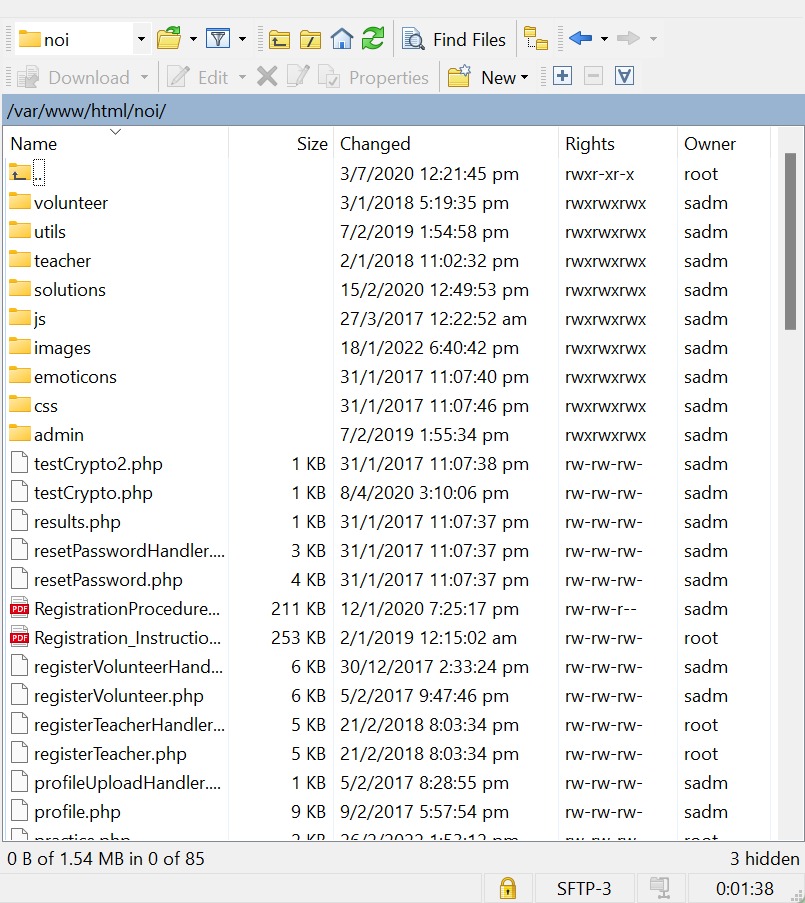 noi Find Files
Download Edit Properties New
/var/www/html/noi/
Name Size Changed Rights Owner
.. 3/7/2020 12:21:45 pm rwxr-xr-x root
volunteer 3/1/2018 5:19:35 pm rwxrwxrwx sadm
utils 7/2/2019 1:54:58 pm rwxrwxrwx sadm
teacher 2/1/2018 11:02:32 pm rwxrwxrwx sadm
solutions 15/2/2020 12:49:53 pm rwxrwxrwx sadm
js 27/3/2017 12:22:52 am rwxrwxrwx sadm
images 18/1/2022 6:40:42 pm rwxrwxrwx sadm
emoticons 31/1/2017 11:07:40 pm rwxrwxrwx sadm
css 31/1/2017 11:07:46 pm rwxrwxrwx sadm
admin 7/2/2019 1:55:34 pm rwxrwxrwx sadm
testCrypto2.php 1 KB 31/1/2017 11:07:38 pm rw-rw-rw- sadm
testCrypto.php 1 KB 8/4/2020 3:10:06 pm rw-rw-rw- sadm
results.php 1 KB 31/1/2017 11:07:37 pm rw-rw-rw- sadm
resetPasswordHandler.... 3 KB 31/1/2017 11:07:37 pm rw-rw-rw- sadm
resetPassword.php 4 KB 31/1/2017 11:07:37 pm rw-rw-rw- sadm
PDF RegistrationProcedure... 211 KB 12/1/2020 7:25:17 pm rw-rw-r-- sadm
PDF Registration_Instructio... 253 KB 2/1/2019 12:15:02 am rw-rw-rw- root
registerVolunteerHand... 6 KB 30/12/2017 2:33:24 pm rw-rw-rw- sadm
registerVolunteer.php 6 KB 5/2/2017 9:47:46 pm rw-rw-rw- sadm
registerTeacherHandler... 5 KB 21/2/2018 8:03:34 pm rw-rw-rw- root
registerTeacher.php 5 KB 21/2/2018 8:03:34 pm rw-rw-rw- root
profileUploadHandler.... 1 KB 5/2/2017 8:28:55 pm rw-rw-rw- sadm
profile.php 9 KB 9/2/2017 5:57:54 pm rw-rw-rw- sadm
0 B of 1.54 MB in 0 of 85 3 hidden
SFTP-3 0:01:38